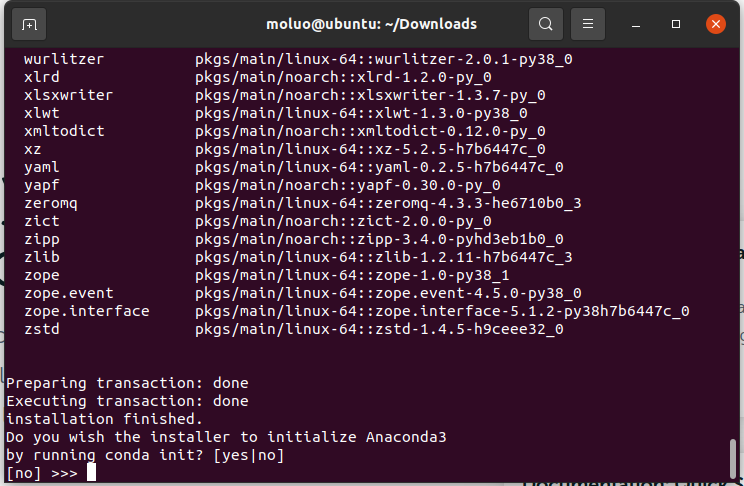 moluo@ubuntu: ~/Downloads
wurlitzer pkgs/main/linux-64::wurlitzer-2.0.1-py38_0
xlrd pkgs/main/noarch::xlrd-1.2.0-py_0
xlsxwriter pkgs/main/noarch::xlsxwriter-1.3.7-py_0
xlwt pkgs/main/linux-64::xlwt-1.3.0-py38_0
xmltodict pkgs/main/noarch::xmltodict-0.12.0-py_0
xz pkgs/main/linux-64::xz-5.2.5-h7b6447c_0
yaml pkgs/main/linux-64::yaml-0.2.5-h7b6447c_0
yapf pkgs/main/noarch::yapf-0.30.0-py_0
zeromq pkgs/main/linux-64::zeromq-4.3.3-he6710b0_3
zict pkgs/main/noarch::zict-2.0.0-py_0
zipp pkgs/main/noarch::zipp-3.4.0-pyhd3eb1b0_0
zlib pkgs/main/linux-64::zlib-1.2.11-h7b6447c_3
zope pkgs/main/linux-64::zope-1.0-py38_1
zope.event pkgs/main/linux-64::zope.event-4.5.0-py38_0
zope.interface pkgs/main/linux-64::zope.interface-5.1.2-py38h7b6447c_0
zstd pkgs/main/linux-64::zstd-1.4.5-h9ceee32_0
Preparing transaction: done
Executing transaction: done
installation finished.
Do you wish the installer to initialize Anaconda3
by running conda init? [yes|no]
[no] >>>